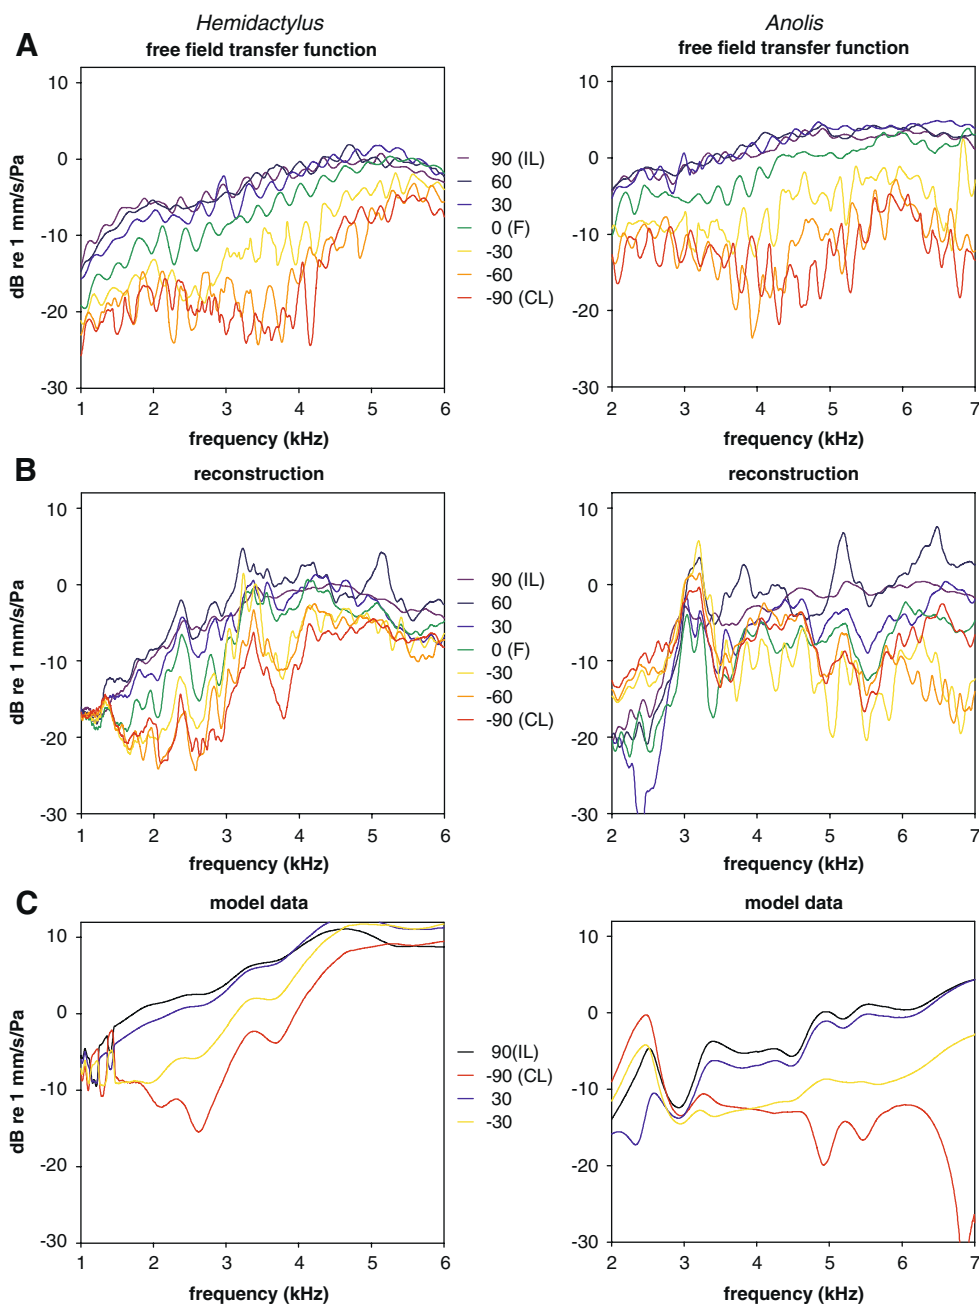 Hemidactylus
Anolis
A
free field transfer function
free field transfer function
10
0
-10
-20
-30
dB re 1 mm/s/Pa
1 2 3 4 5 6
frequency (kHz)
90 (IL)
60
30
0 (F)
-30
-60
-90 (CL)
10
0
-10
-20
-30
2 3 4 5 6 7
frequency (kHz)
B
reconstruction
reconstruction
10
0
-10
-20
-30
dB re 1 mm/s/Pa
1 2 3 4 5 6
frequency (kHz)
90 (IL)
60
30
0 (F)
-30
-60
-90 (CL)
10
0
-10
-20
-30
2 3 4 5 6 7
frequency (kHz)
C
model data
model data
10
0
-10
-20
-30
dB re 1 mm/s/Pa
1 2 3 4 5 6
frequency (kHz)
90(IL)
-90 (CL)
30
-30
10
0
-10
-20
-30
2 3 4 5 6 7
frequency (kHz)